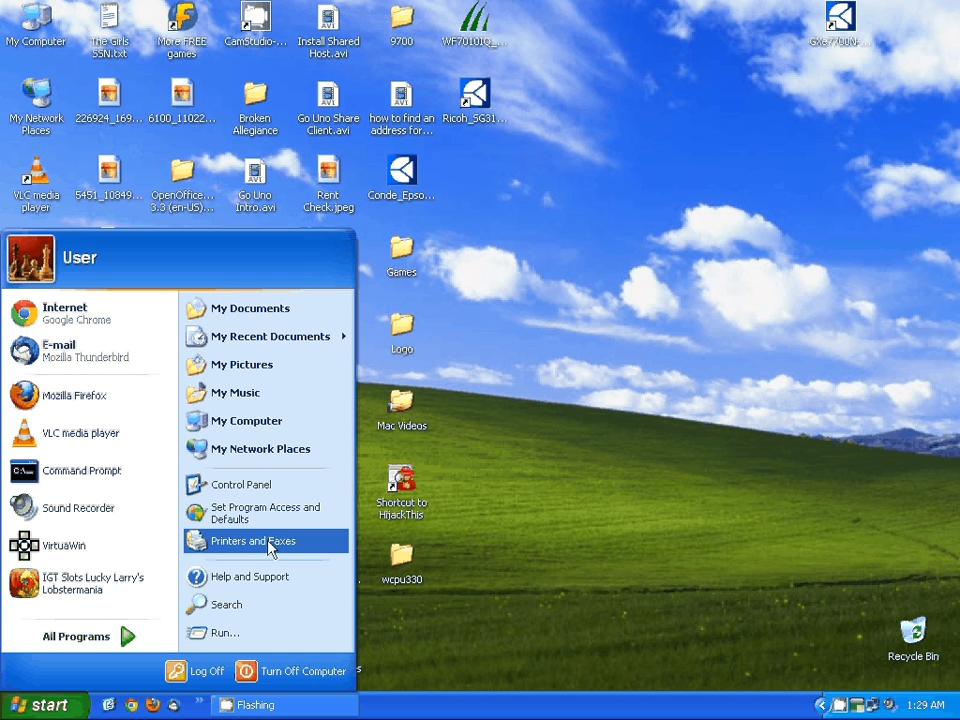 My Computer
The Girls
SSN.txt
More FREE
games
CamStudio-...
Install Shared
Host.avi
9700
WF7010IQ_...
GXe7700N-...
My Network
Places
226924_169...
6100_11022...
Broken
Allegiance
Go Uno Share
Client.avi
how to find an
address for...
Ricoh_SG31...
VLC media
player
5451_10849...
OpenOffice...
3.3 (en-US)...
Go Uno
Intro.avi
Rent
Check.jpeg
Conde_Epso...
User
Games
Internet
Google Chrome
E-mail
Mozilla Thunderbird
Mozilla Firefox
VLC media player
Command Prompt
C:\
Sound Recorder
VirtuaWin
IGT Slots Lucky Larry's
Lobstermania
All Programs
My Documents
My Recent Documents
My Pictures
My Music
My Computer
My Network Places
Control Panel
Set Program Access and
Defaults
Printers and Faxes
Help and Support
Search
Run...
Logo
Mac Videos
Shortcut to
HijackThis
wcpu330
Recycle Bin
Log Off
Turn Off Computer
start
Flashing
1:29 AM